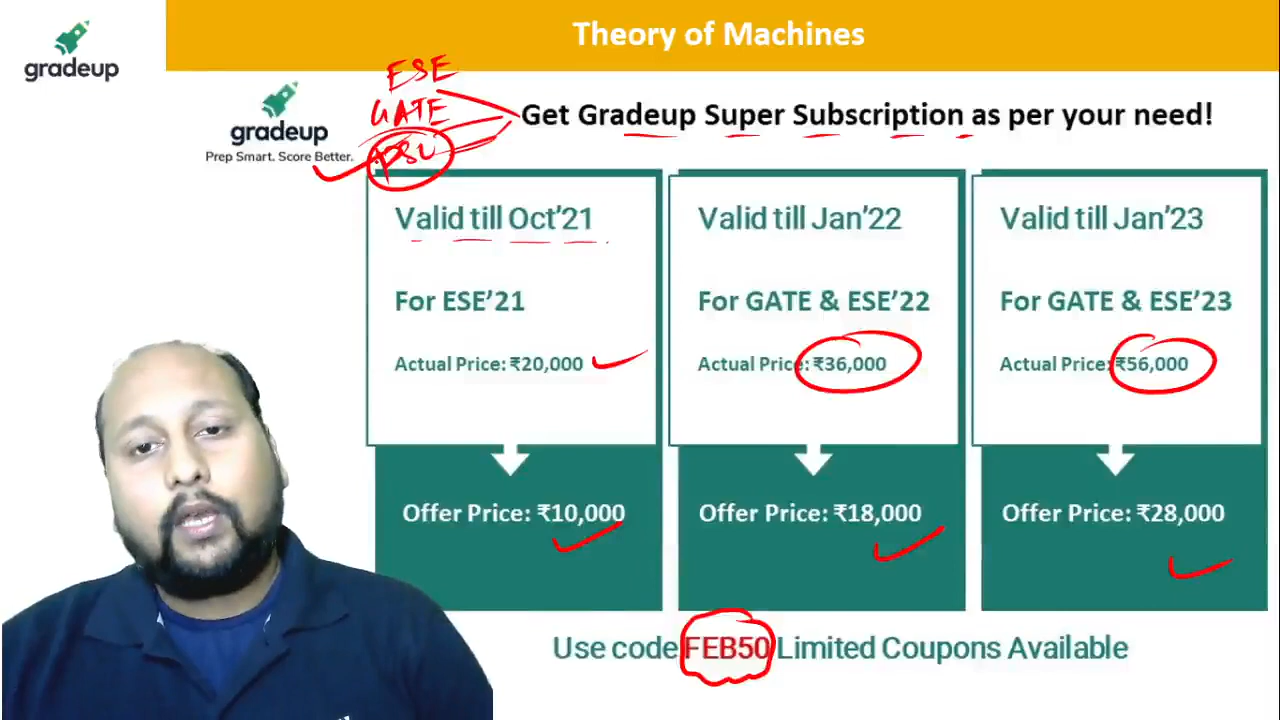 Theory of Machines
gradeup
ESE
GATE
PSU
gradeup
Prep Smart. Score Better.
Get Gradeup Super Subscription as per your need!
Valid till Oct'21
For ESE'21
Actual Price: ₹20,000
Offer Price: ₹10,000
Valid till Jan'22
For GATE & ESE'22
Actual Price: ₹36,000
Offer Price: ₹18,000
Valid till Jan'23
For GATE & ESE'23
Actual Price: ₹56,000
Offer Price: ₹28,000
Use code FEB50 Limited Coupons Available